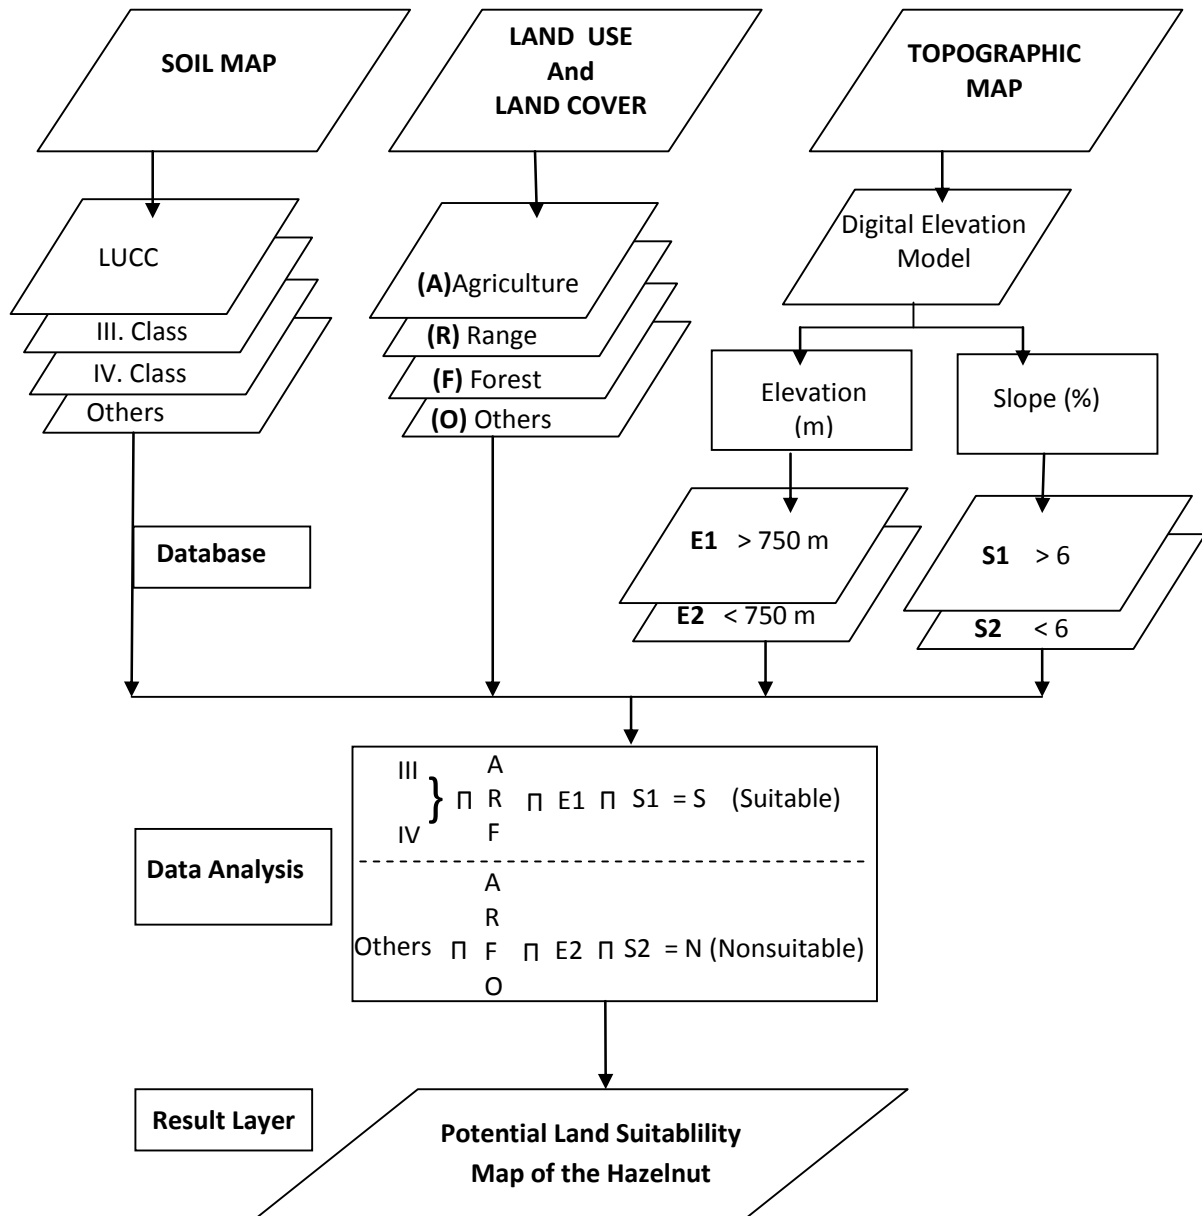 SOIL MAP
LAND USE
And
LAND COVER
TOPOGRAPHIC
MAP
LUCC
III. Class
IV. Class
Others
(A)Agriculture
(R) Range
(F) Forest
(O) Others
Digital Elevation
Model
Elevation
(m)
Slope (%)
E1 > 750 m
E2 < 750 m
S1 > 6
S2 < 6
Database
Data Analysis
III
IV
} Π
A
R
F
Π E1 Π S1 = S (Suitable)
Others Π
A
R
F
O
Π E2 Π S2 = N (Nonsuitable)
Result Layer
Potential Land Suitablility
Map of the Hazelnut